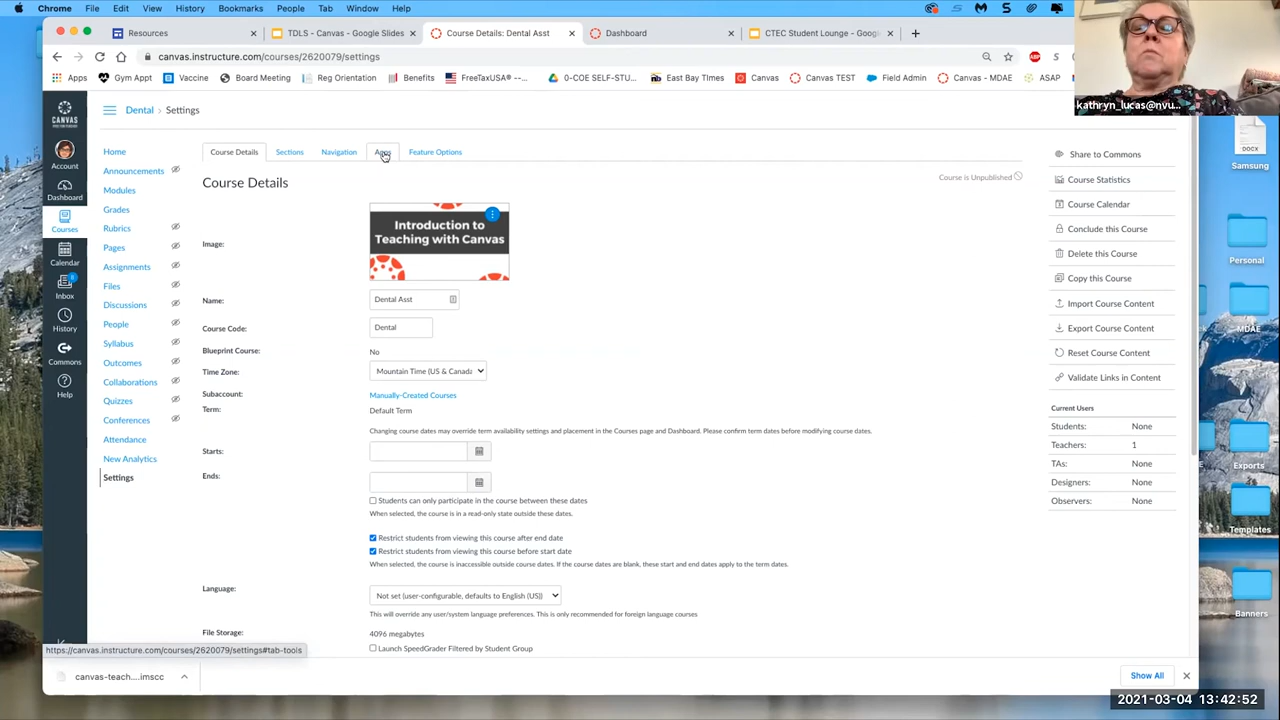 Chrome File Edit View History Bookmarks People Tab Window Help
Resources
TDLS - Canvas - Google Slides
Course Details: Dental Asst
Dashboard
CTEC Student Lounge - Google
canvas.instructure.com/courses/2620079/settings
ABP
Apps
Gym Appt
Vaccine
Board Meeting
Reg Orientation
Benefits
FreeTaxUSA® --...
0-COE SELF-STU...
East Bay TImes
Canvas
Canvas TEST
Field Admin
Canvas - MDAE
ASAP
kathryn_lucas@nvu...
DOCX
Samsung
Personal
MDAE
Exports
Templates
Banners
CANVAS
Account
Dashboard
Courses
Calendar
8
Inbox
History
Commons
Help
Dental > Settings
Home
Announcements
Modules
Grades
Rubrics
Pages
Assignments
Files
Discussions
People
Syllabus
Outcomes
Collaborations
Quizzes
Conferences
Attendance
New Analytics
Settings
Course Details
Sections
Navigation
Apps
Feature Options
Course Details
Course is Unpublished
Image:
Introduction to
Teaching with Canvas
Name:
Dental Asst
Course Code:
Dental
Blueprint Course:
No
Time Zone:
Mountain Time (US & Canada
Subaccount:
Manually-Created Courses
Term:
Default Term
Changing course dates may override term availability settings and placement in the Courses page and Dashboard. Please confirm term dates before modifying course dates.
Starts:
Ends:
Students can only participate in the course between these dates
When selected, the course is in a read-only state outside these dates.
Restrict students from viewing this course after end date
Restrict students from viewing this course before start date
When selected, the course is inaccessible outside course dates. If the course dates are blank, these start and end dates apply to the term dates.
Language:
Not set (user-configurable, defaults to English (US))
This will override any user/system language preferences. This is only recommended for foreign language courses
File Storage:
4096 megabytes
Launch SpeedGrader Filtered by Student Group
Share to Commons
Course Statistics
Course Calendar
Conclude this Course
Delete this Course
Copy this Course
Import Course Content
Export Course Content
Reset Course Content
Validate Links in Content
Current Users
Students: None
Teachers: 1
TAs: None
Designers: None
Observers: None
https://canvas.instructure.com/courses/2620079/settings#tab-tools
canvas-teach....imscc
Show All
2021-03-04 13:42:52